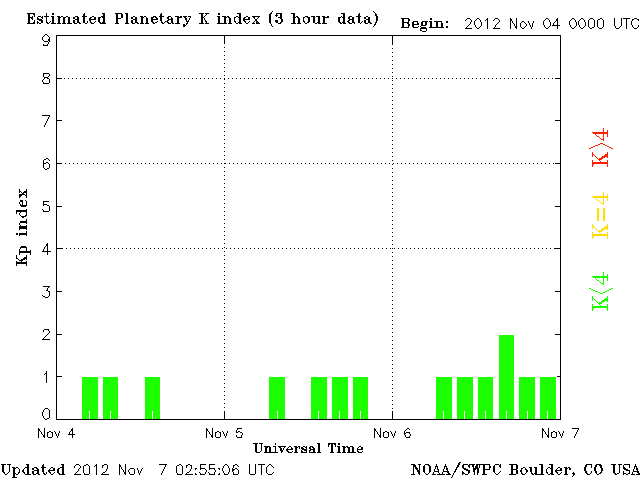 Estimated Planetary K index (3 hour data) Begin: 2012 Nov 04 0000 UTC
9
8
7
6
5
4
3
2
1
0
Kp index
K>4
K=4
K<4
Nov 4 Nov 5 Nov 6 Nov 7
Universal Time
Updated 2012 Nov 7 02:55:06 UTC NOAA/SWPC Boulder, CO USA